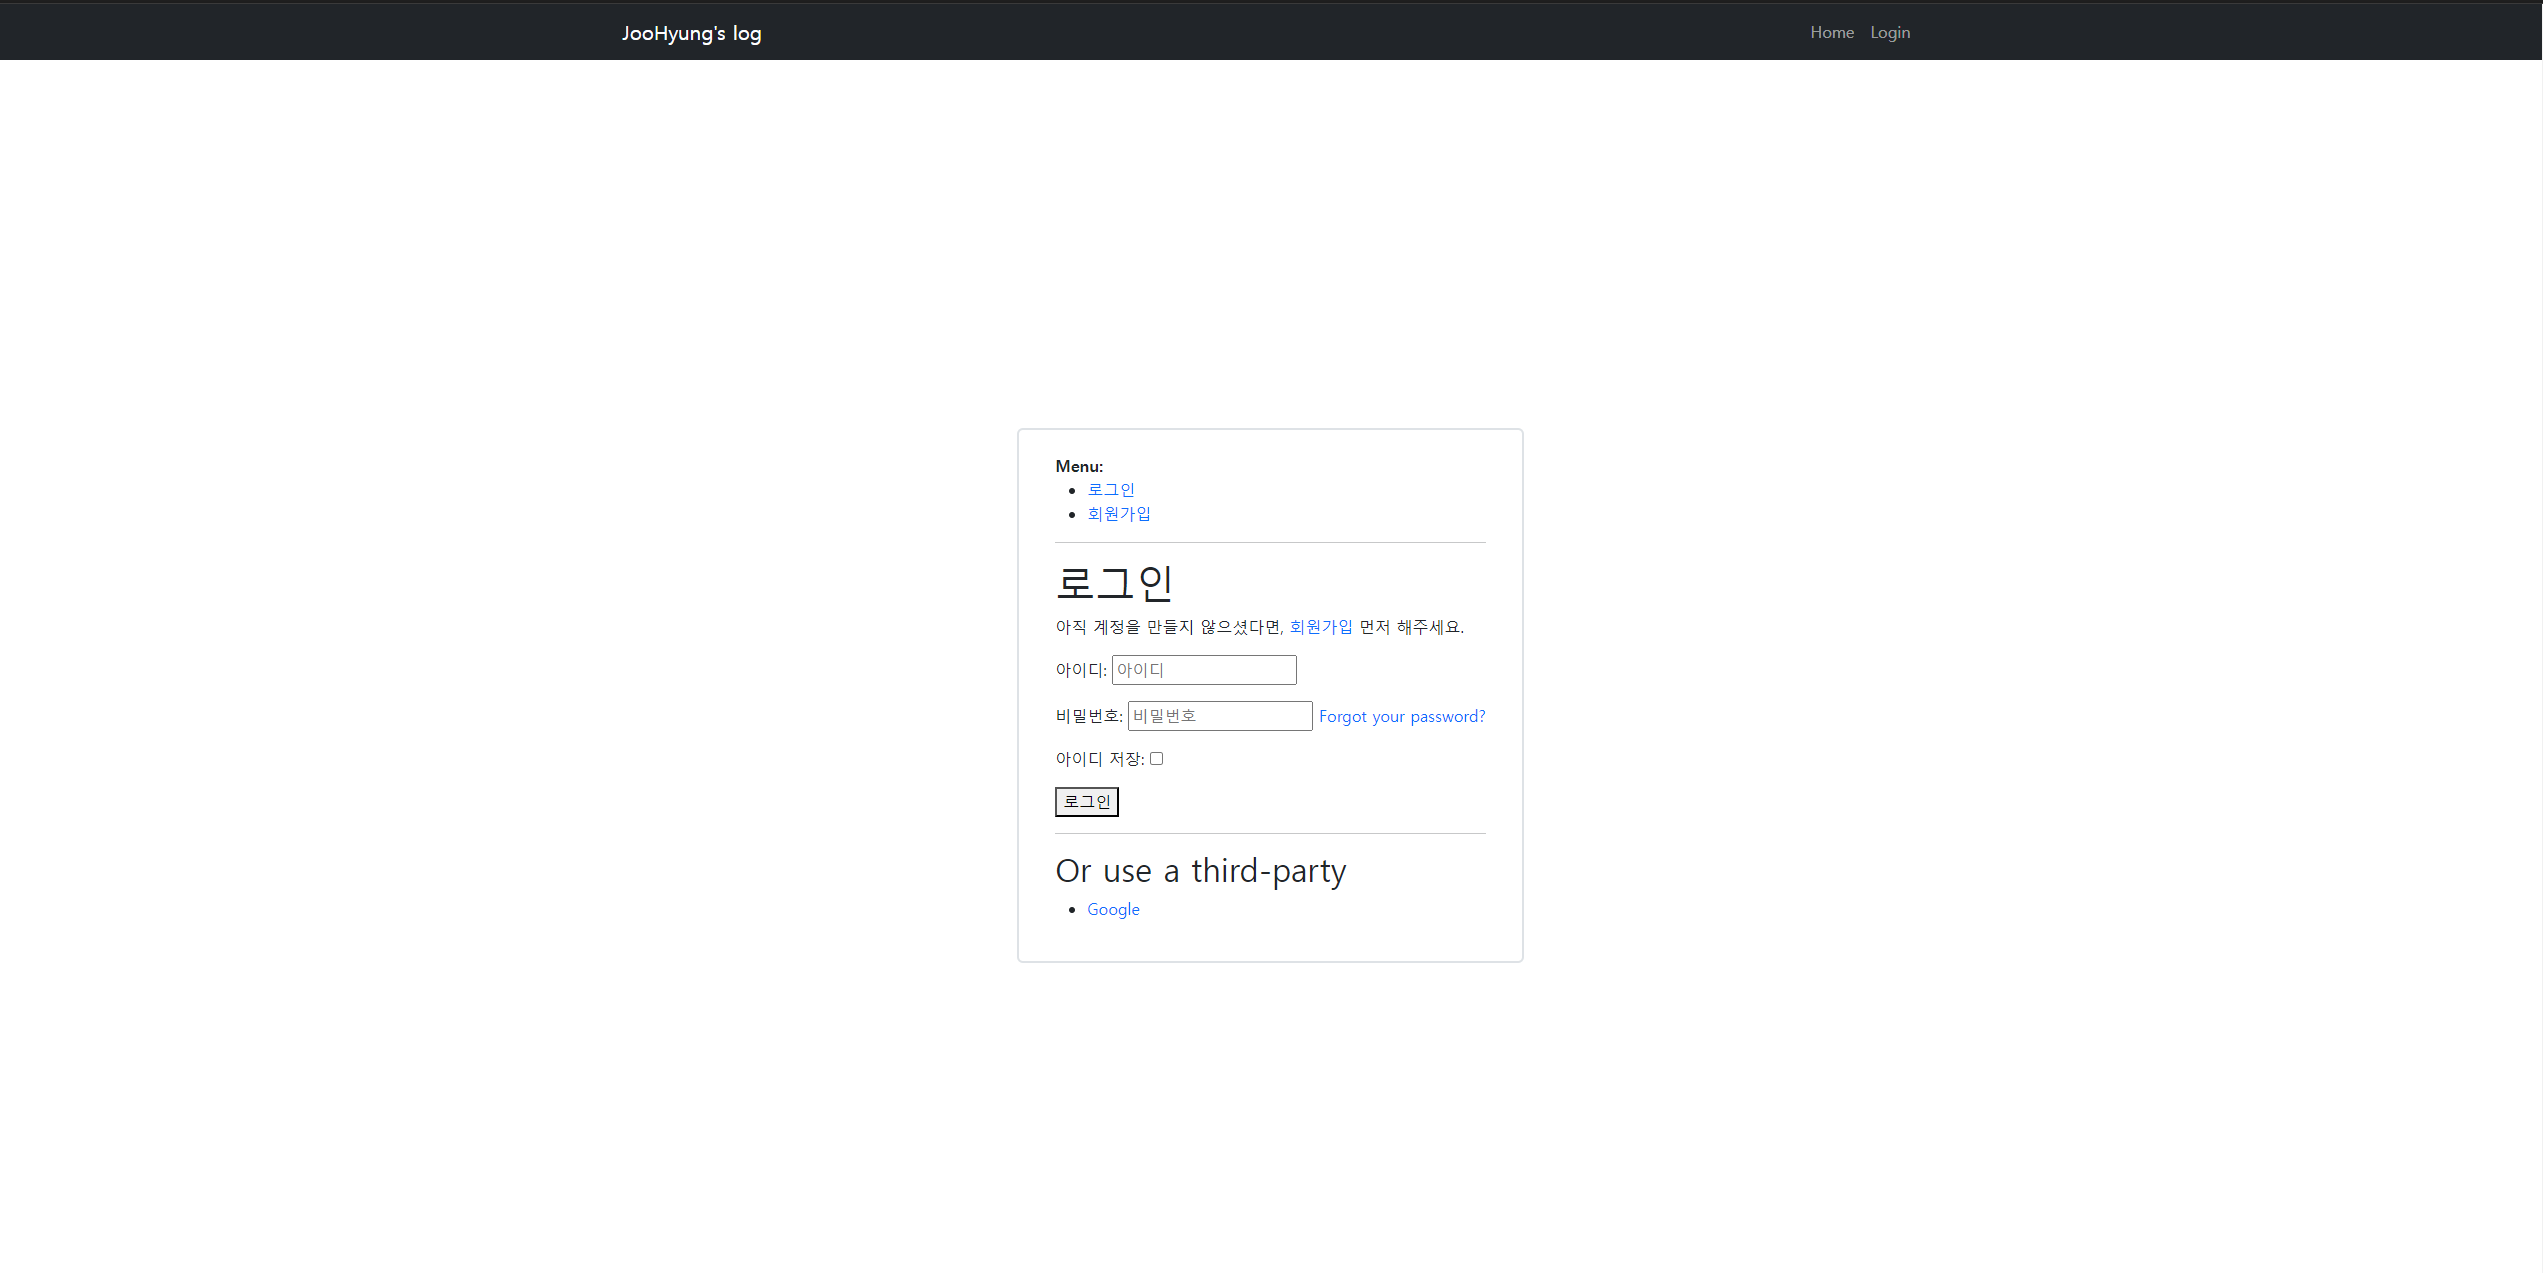 JooHyung's log Home Login
Menu:
로그인
회원가입
로그인
아직 계정을 만들지 않으셨다면, 회원가입 먼저 해주세요.
아이디: 아이디
비밀번호: 비밀번호 Forgot your password?
아이디 저장:
로그인
Or use a third-party
Google